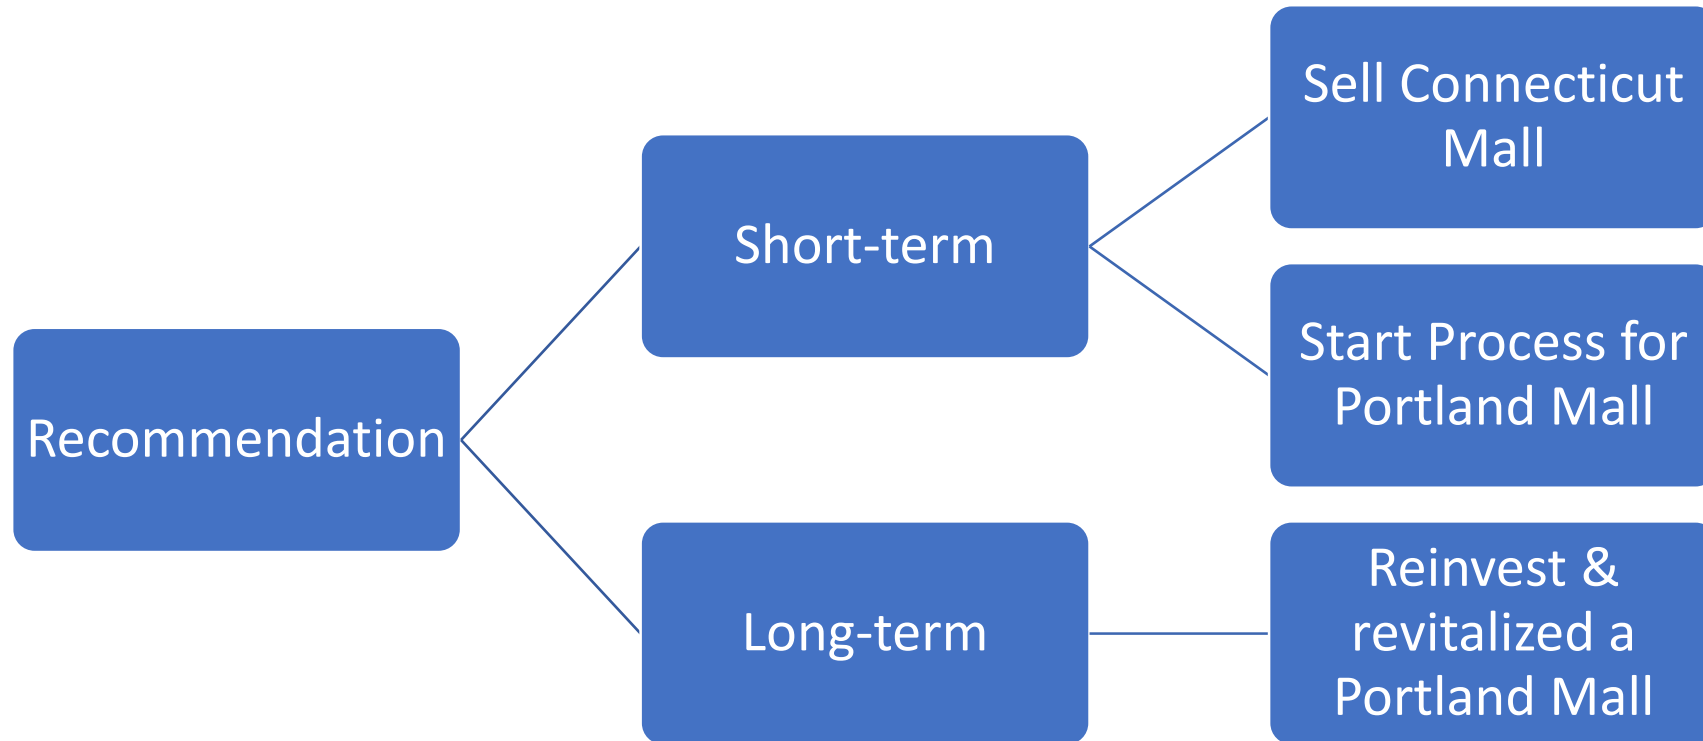 Recommendation
Short-term
Sell Connecticut
Mall
Start Process for
Portland Mall
Long-term
Reinvest &
revitalized a
Portland Mall